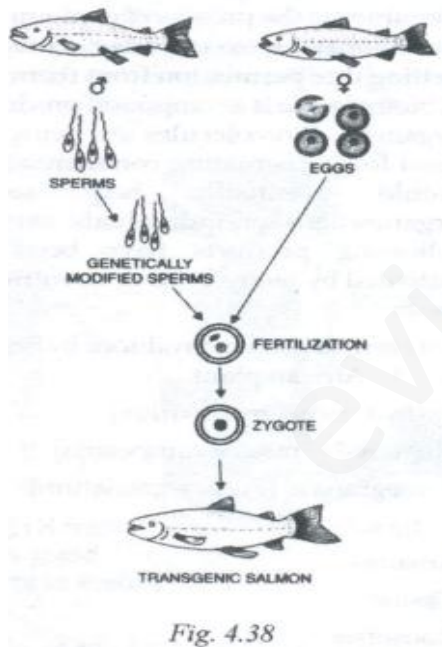 ♂
♀
SPERMS
EGGS
GENETICALLY
MODIFIED SPERMS
FERTILIZATION
ZYGOTE
TRANSGENIC SALMON
Fig. 4.38